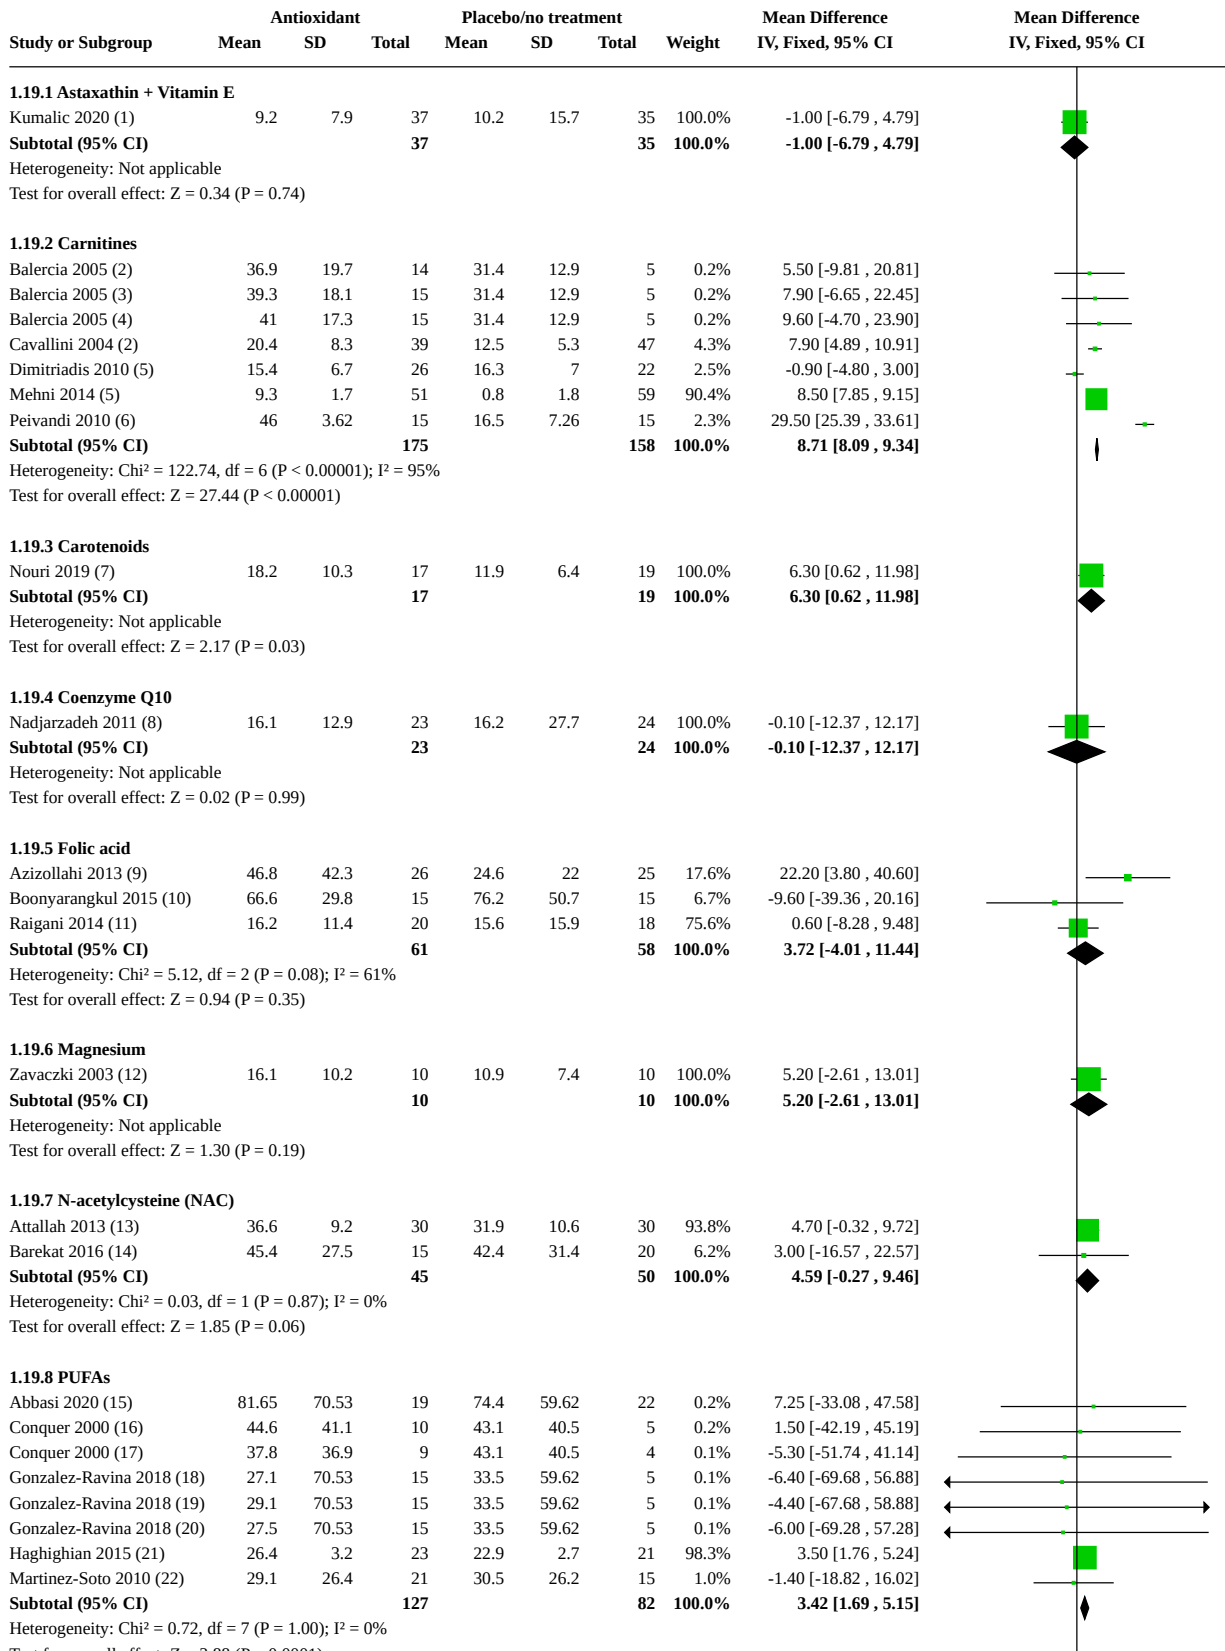 Antioxidant Placebo/no treatment Mean Difference Mean Difference
Study or Subgroup Mean SD Total Mean SD Total Weight IV, Fixed, 95% CI IV, Fixed, 95% CI
1.19.1 Astaxathin + Vitamin E
Kumalic 2020 (1) 9.2 7.9 37 10.2 15.7 35 100.0% -1.00 [-6.79 , 4.79]
Subtotal (95% CI) 37 35 100.0% -1.00 [-6.79 , 4.79]
Heterogeneity: Not applicable
Test for overall effect: Z = 0.34 (P = 0.74)
1.19.2 Carnitines
Balercia 2005 (2) 36.9 19.7 14 31.4 12.9 5 0.2% 5.50 [-9.81 , 20.81]
Balercia 2005 (3) 39.3 18.1 15 31.4 12.9 5 0.2% 7.90 [-6.65 , 22.45]
Balercia 2005 (4) 41 17.3 15 31.4 12.9 5 0.2% 9.60 [-4.70 , 23.90]
Cavallini 2004 (2) 20.4 8.3 39 12.5 5.3 47 4.3% 7.90 [4.89 , 10.91]
Dimitriadis 2010 (5) 15.4 6.7 26 16.3 7 22 2.5% -0.90 [-4.80 , 3.00]
Mehni 2014 (5) 9.3 1.7 51 0.8 1.8 59 90.4% 8.50 [7.85 , 9.15]
Peivandi 2010 (6) 46 3.62 15 16.5 7.26 15 2.3% 29.50 [25.39 , 33.61]
Subtotal (95% CI) 175 158 100.0% 8.71 [8.09 , 9.34]
Heterogeneity: Chi² = 122.74, df = 6 (P < 0.00001); I² = 95%
Test for overall effect: Z = 27.44 (P < 0.00001)
1.19.3 Carotenoids
Nouri 2019 (7) 18.2 10.3 17 11.9 6.4 19 100.0% 6.30 [0.62 , 11.98]
Subtotal (95% CI) 17 19 100.0% 6.30 [0.62 , 11.98]
Heterogeneity: Not applicable
Test for overall effect: Z = 2.17 (P = 0.03)
1.19.4 Coenzyme Q10
Nadjarzadeh 2011 (8) 16.1 12.9 23 16.2 27.7 24 100.0% -0.10 [-12.37 , 12.17]
Subtotal (95% CI) 23 24 100.0% -0.10 [-12.37 , 12.17]
Heterogeneity: Not applicable
Test for overall effect: Z = 0.02 (P = 0.99)
1.19.5 Folic acid
Azizollahi 2013 (9) 46.8 42.3 26 24.6 22 25 17.6% 22.20 [3.80 , 40.60]
Boonyarangkul 2015 (10) 66.6 29.8 15 76.2 50.7 15 6.7% -9.60 [-39.36 , 20.16]
Raigani 2014 (11) 16.2 11.4 20 15.6 15.9 18 75.6% 0.60 [-8.28 , 9.48]
Subtotal (95% CI) 61 58 100.0% 3.72 [-4.01 , 11.44]
Heterogeneity: Chi² = 5.12, df = 2 (P = 0.08); I² = 61%
Test for overall effect: Z = 0.94 (P = 0.35)
1.19.6 Magnesium
Zavaczki 2003 (12) 16.1 10.2 10 10.9 7.4 10 100.0% 5.20 [-2.61 , 13.01]
Subtotal (95% CI) 10 10 100.0% 5.20 [-2.61 , 13.01]
Heterogeneity: Not applicable
Test for overall effect: Z = 1.30 (P = 0.19)
1.19.7 N-acetylcysteine (NAC)
Attallah 2013 (13) 36.6 9.2 30 31.9 10.6 30 93.8% 4.70 [-0.32 , 9.72]
Barekat 2016 (14) 45.4 27.5 15 42.4 31.4 20 6.2% 3.00 [-16.57 , 22.57]
Subtotal (95% CI) 45 50 100.0% 4.59 [-0.27 , 9.46]
Heterogeneity: Chi² = 0.03, df = 1 (P = 0.87); I² = 0%
Test for overall effect: Z = 1.85 (P = 0.06)
1.19.8 PUFAs
Abbasi 2020 (15) 81.65 70.53 19 74.4 59.62 22 0.2% 7.25 [-33.08 , 47.58]
Conquer 2000 (16) 44.6 41.1 10 43.1 40.5 5 0.2% 1.50 [-42.19 , 45.19]
Conquer 2000 (17) 37.8 36.9 9 43.1 40.5 4 0.1% -5.30 [-51.74 , 41.14]
Gonzalez-Ravina 2018 (18) 27.1 70.53 15 33.5 59.62 5 0.1% -6.40 [-69.68 , 56.88]
Gonzalez-Ravina 2018 (19) 29.1 70.53 15 33.5 59.62 5 0.1% -4.40 [-67.68 , 58.88]
Gonzalez-Ravina 2018 (20) 27.5 70.53 15 33.5 59.62 5 0.1% -6.00 [-69.28 , 57.28]
Haghighian 2015 (21) 26.4 3.2 23 22.9 2.7 21 98.3% 3.50 [1.76 , 5.24]
Martinez-Soto 2010 (22) 29.1 26.4 21 30.5 26.2 15 1.0% -1.40 [-18.82 , 16.02]
Subtotal (95% CI) 127 82 100.0% 3.42 [1.69 , 5.15]
Heterogeneity: Chi² = 0.72, df = 7 (P = 1.00); I² = 0%